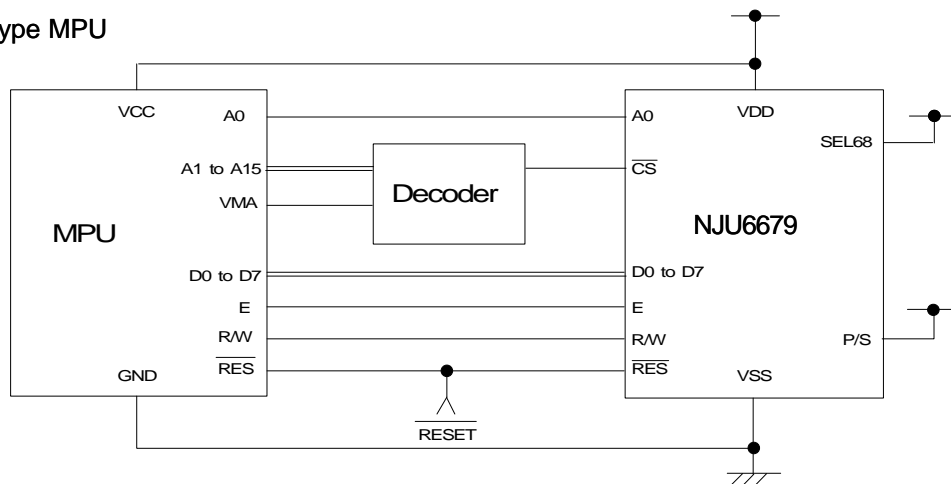 ype MPU
VCC
A0
A1 to A15
VMA
MPU
D0 to D7
E
R/W
RES
GND
Decoder
RESET
A0
VDD
SEL68
CS
NJU6679
D0 to D7
E
R/W
P/S
RES
VSS